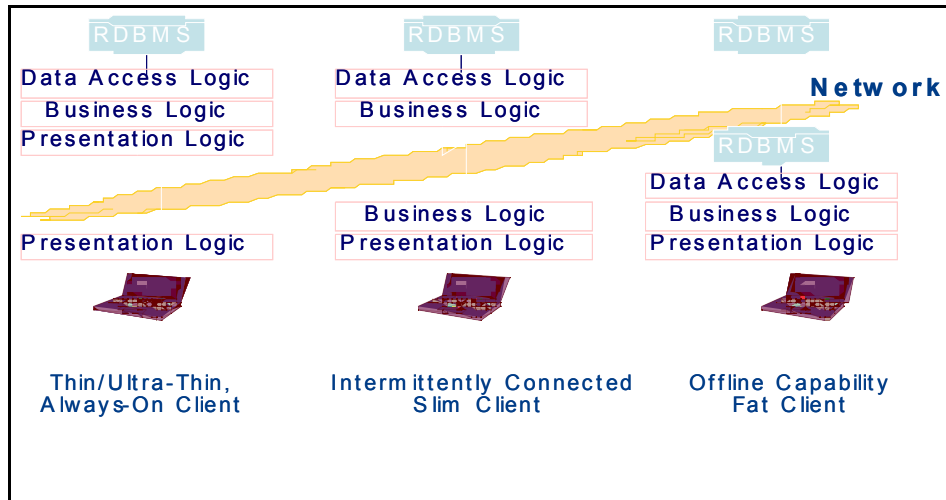 RDBMS
Data Access Logic
Business Logic
Presentation Logic
Presentation Logic
Thin/Ultra-Thin,
Always-On Client
RDBMS
Data Access Logic
Business Logic
Business Logic
Presentation Logic
Intermittently Connected
Slim Client
RDBMS
Network
RDBMS
Data Access Logic
Business Logic
Presentation Logic
Offline Capability
Fat Client